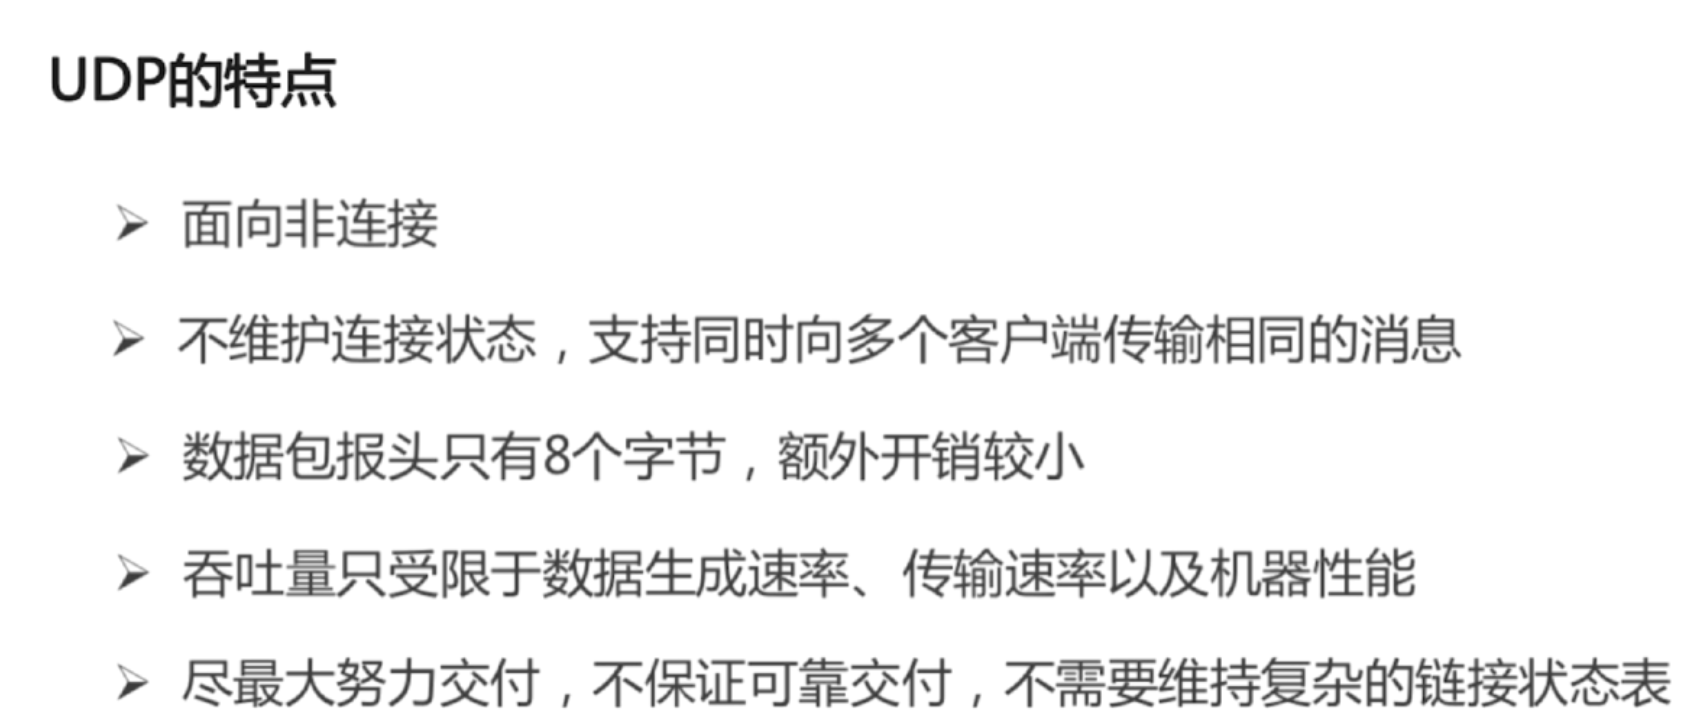 UDP的特点
面向非连接
不维护连接状态，支持同时向多个客户端传输相同的消息
数据包报头只有8个字节，额外开销较小
吞吐量只受限于数据生成速率、传输速率以及机器性能
尽最大努力交付，不保证可靠交付，不需要维持复杂的链接状态表